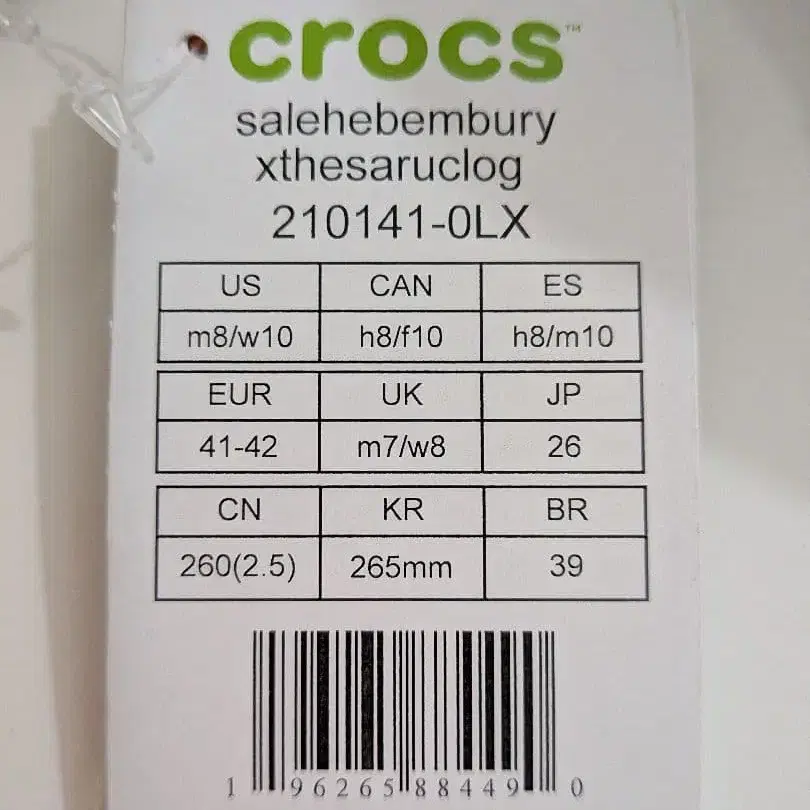 crocs™
salehebembury
xthesaruclog
210141-0LX
US CAN ES
m8/w10 h8/f10 h8/m10
EUR UK JP
41-42 m7/w8 26
CN KR BR
260(2.5) 265mm 39
1 96265 88449 0